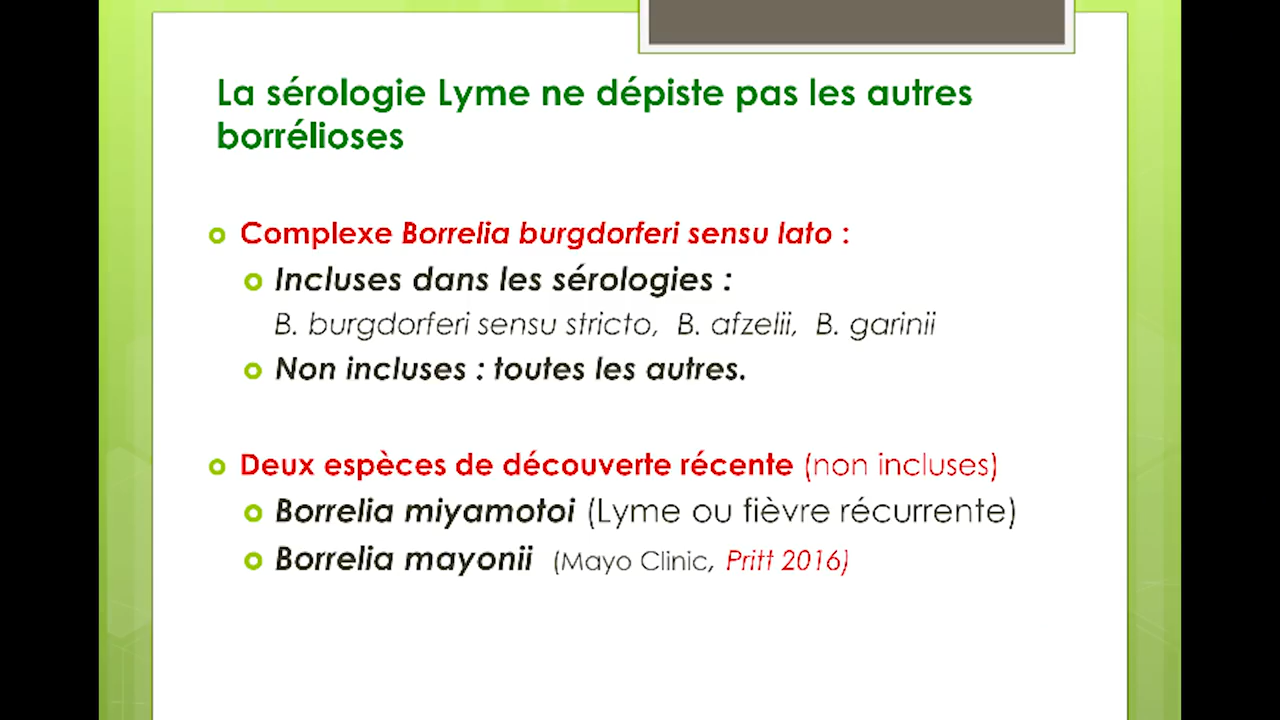 La sérologie Lyme ne dépiste pas les autres
borrélioses
Complexe Borrelia burgdorferi sensu lato :
Incluses dans les sérologies :
B. burgdorferi sensu stricto, B. afzelii, B. garinii
Non incluses : toutes les autres.
Deux espèces de découverte récente (non incluses)
Borrelia miyamotoi (Lyme ou fièvre récurrente)
Borrelia mayonii (Mayo Clinic, Pritt 2016)